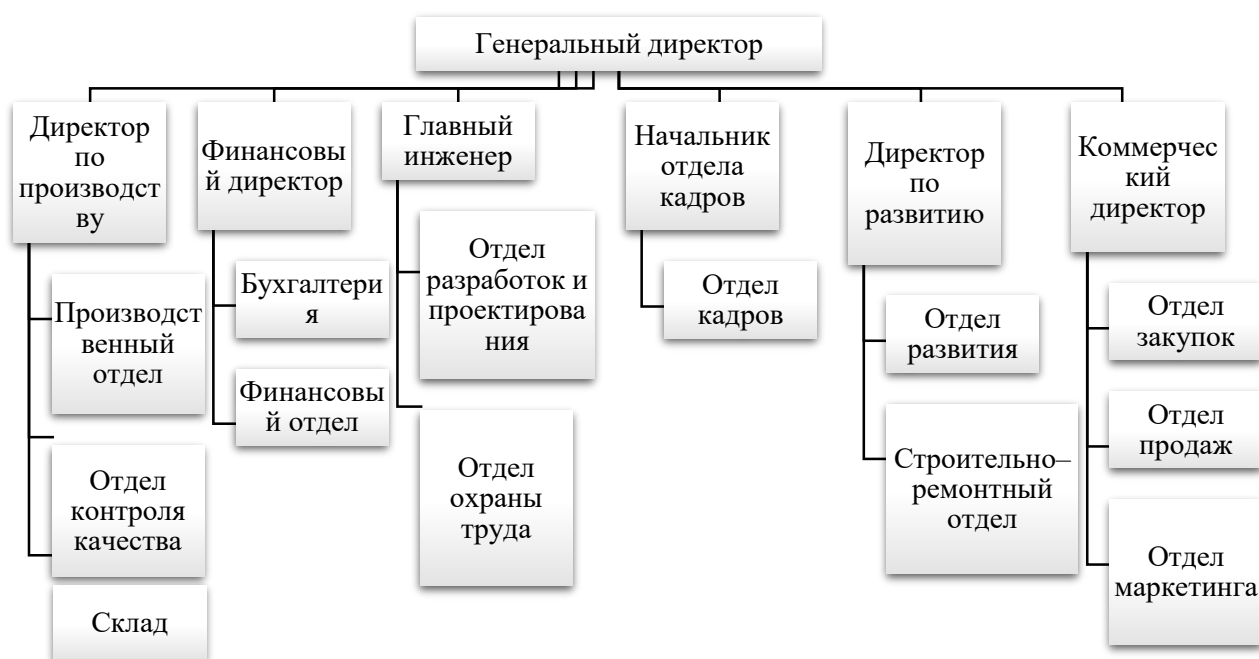 Генеральный директор
Директор
по
производст
ву
Производст
венный
отдел
Отдел
контроля
качества
Склад
Финансовы
й директор
Бухгалтери
я
Финансовы
й отдел
Главный
инженер
Отдел
разработок и
проектирова
ния
Отдел
охраны
труда
Начальник
отдела
кадров
Отдел
кадров
Директор
по
развитию
Отдел
развития
Строительно–
ремонтный
отдел
Коммерчес
кий
директор
Отдел
закупок
Отдел
продаж
Отдел
маркетинга